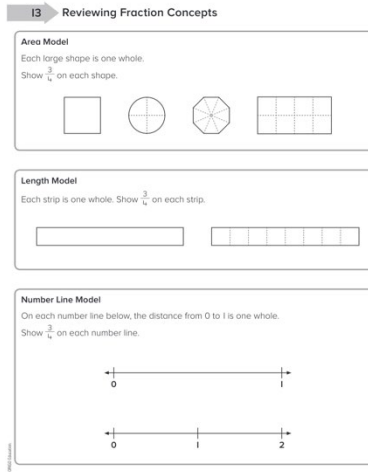 13 Reviewing Fraction Concepts
Area Model
Each large shape is one whole.
Show 3/4 on each shape.
Length Model
Each strip is one whole. Show 3/4 on each strip.
Number Line Model
On each number line below, the distance from 0 to 1 is one whole.
Show 3/4 on each number line.
0 1
0 1 2